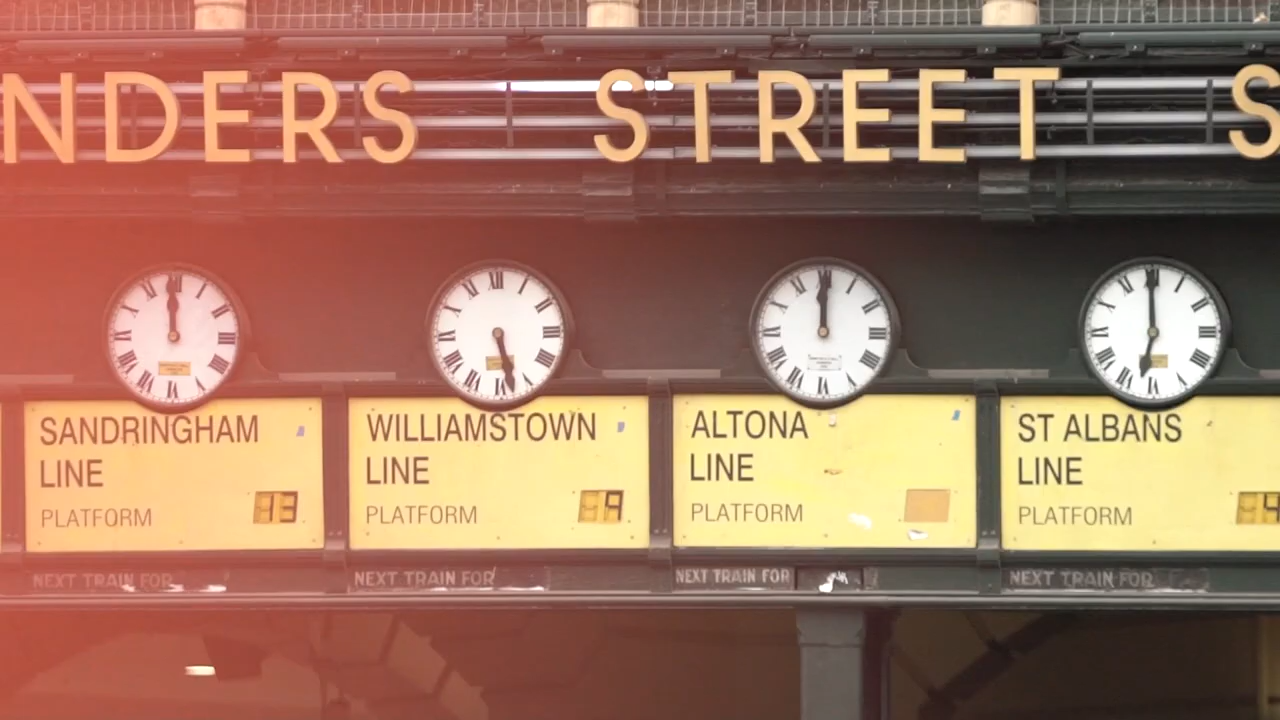 NDERS STREET S
SANDRINGHAM
LINE
PLATFORM 13
NEXT TRAIN FOR
WILLIAMSTOWN
LINE
PLATFORM
NEXT TRAIN FOR
ALTONA
LINE
PLATFORM
NEXT TRAIN FOR
ST ALBANS
LINE
PLATFORM 4
NEXT TRAIN FOR